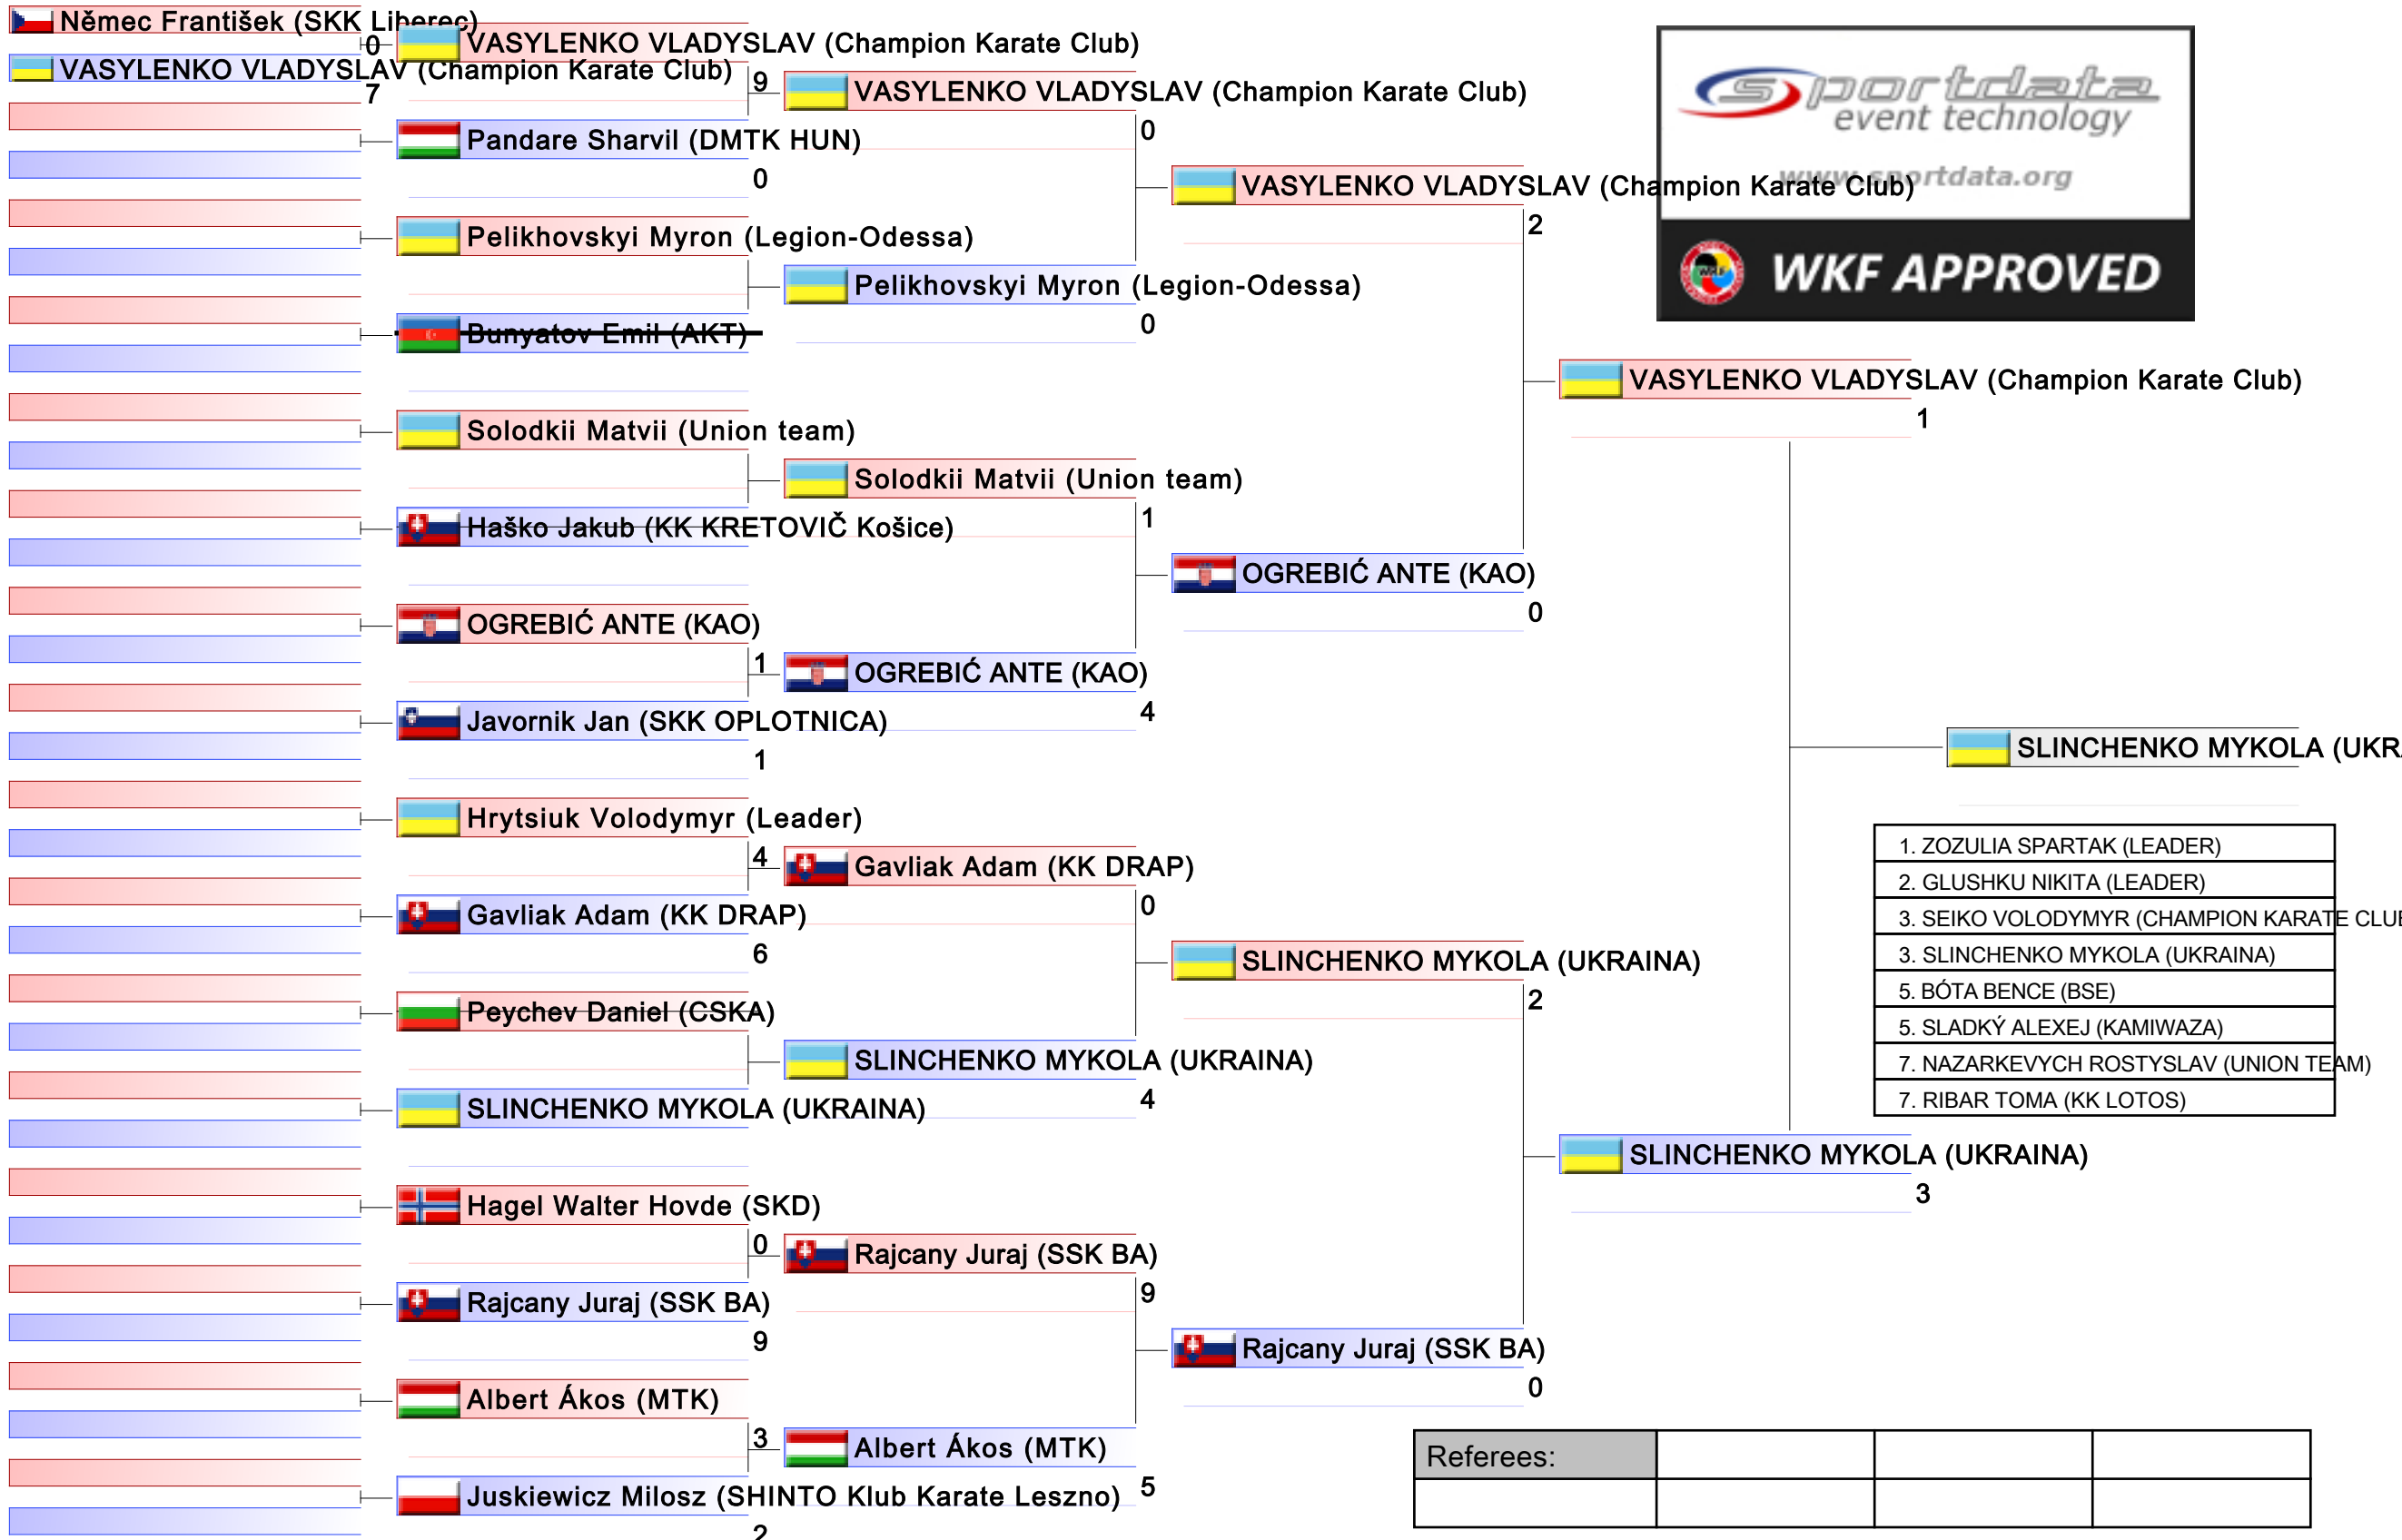 Němec František (SKK Liberec)
0
VASYLENKO VLADYSLAV (Champion Karate Club)
7
VASYLENKO VLADYSLAV (Champion Karate Club)
9
Pandare Sharvil (DMTK HUN)
0
Pelikhovskyi Myron (Legion-Odessa)
Bunyatov Emil (AKT)
Solodkii Matvii (Union team)
Haško Jakub (KK KRETOVIČ Košice)
OGREBIĆ ANTE (KAO)
1
Javornik Jan (SKK OPLOTNICA)
1
Hrytsiuk Volodymyr (Leader)
4
Gavliak Adam (KK DRAP)
6
Peychev Daniel (CSKA)
SLINCHENKO MYKOLA (UKRAINA)
Hagel Walter Hovde (SKD)
0
Rajcany Juraj (SSK BA)
9
Albert Ákos (MTK)
3
Juskiewicz Milosz (SHINTO Klub Karate Leszno)
2
VASYLENKO VLADYSLAV (Champion Karate Club)
0
Pelikhovskyi Myron (Legion-Odessa)
0
Solodkii Matvii (Union team)
1
OGREBIĆ ANTE (KAO)
4
Gavliak Adam (KK DRAP)
0
SLINCHENKO MYKOLA (UKRAINA)
4
Rajcany Juraj (SSK BA)
9
Albert Ákos (MTK)
5
VASYLENKO VLADYSLAV (Champion Karate Club)
2
OGREBIĆ ANTE (KAO)
0
SLINCHENKO MYKOLA (UKRAINA)
2
Rajcany Juraj (SSK BA)
0
VASYLENKO VLADYSLAV (Champion Karate Club)
1
SLINCHENKO MYKOLA (UKRAINA)
3
SLINCHENKO MYKOLA (UKR
sportdata
event technology
www.sportdata.org
WKF
WKF APPROVED
1. ZOZULIA SPARTAK (LEADER)
2. GLUSHKU NIKITA (LEADER)
3. SEIKO VOLODYMYR (CHAMPION KARATE CLUB
3. SLINCHENKO MYKOLA (UKRAINA)
5. BÓTA BENCE (BSE)
5. SLADKÝ ALEXEJ (KAMIWAZA)
7. NAZARKEVYCH ROSTYSLAV (UNION TEAM)
7. RIBAR TOMA (KK LOTOS)
Referees: